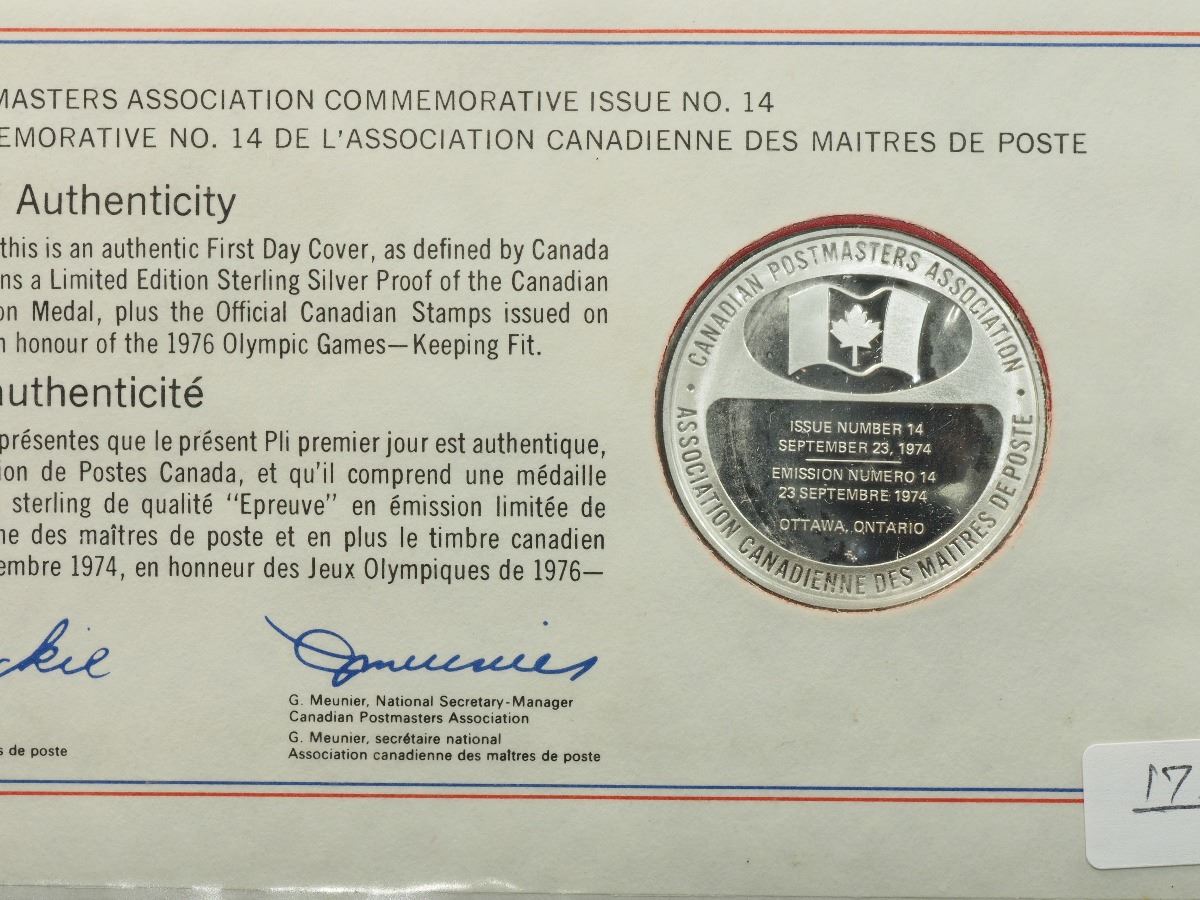 MASTERS ASSOCIATION COMMEMORATIVE ISSUE NO. 14
EMORATIVE NO. 14 DE L'ASSOCIATION CANADIENNE DES MAITRES DE POSTE
Authenticity
this is an authentic First Day Cover, as defined by Canada
ns a Limited Edition Sterling Silver Proof of the Canadian
on Medal, plus the Official Canadian Stamps issued on
n honour of the 1976 Olympic Games—Keeping Fit.
authenticité
présentes que le présent Pli premier jour est authentique,
ion de Postes Canada, et qu'il comprend une médaille
sterling de qualité "Epreuve" en émission limitée de
ne des maîtres de poste et en plus le timbre canadien
embre 1974, en honneur des Jeux Olympiques de 1976—
G. Meunier, National Secretary-Manager
Canadian Postmasters Association
G. Meunier, secrétaire national
Association canadienne des maîtres de poste
s de poste
• CANADIAN POSTMASTERS ASSOCIATION •
ISSUE NUMBER 14
SEPTEMBER 23, 1974
EMISSION NUMERO 14
23 SEPTEMBRE 1974
OTTAWA, ONTARIO
ASSOCIATION CANADIENNE DES MAITRES DE POSTE
17